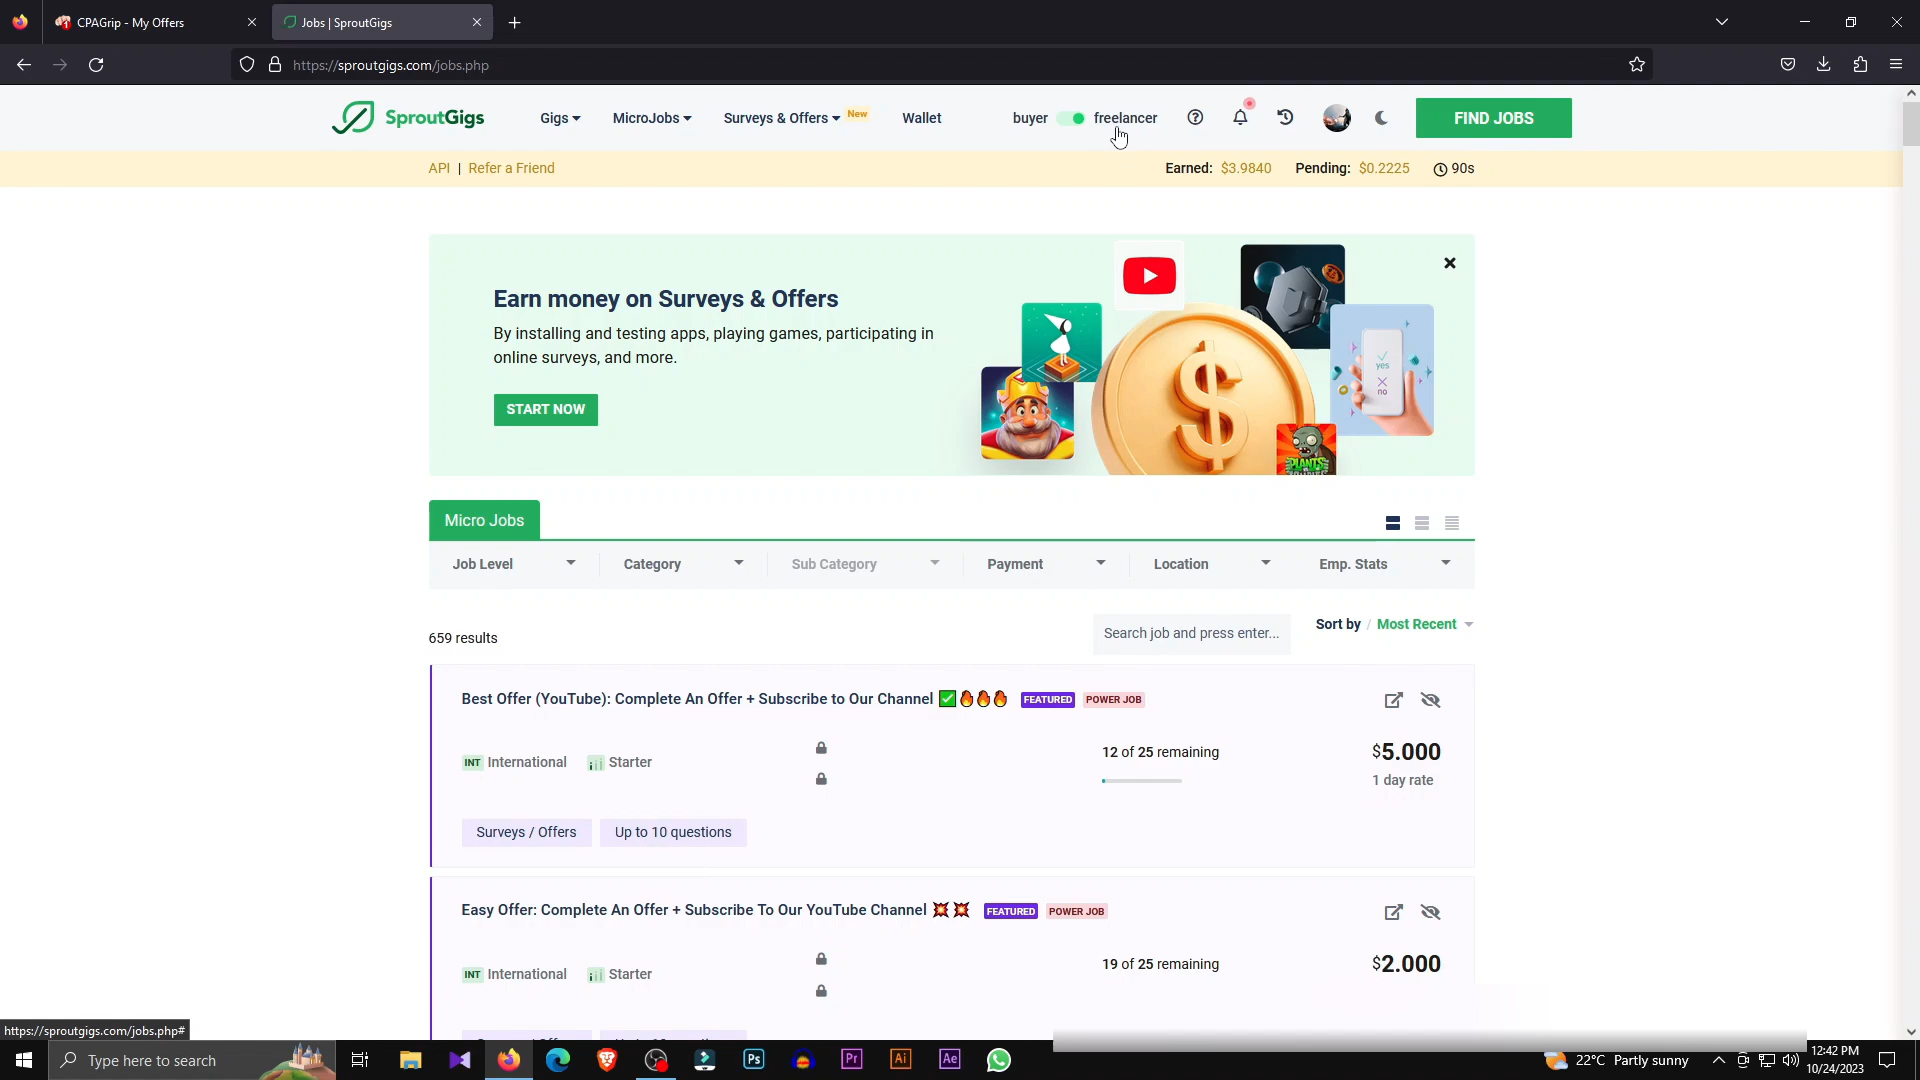 CPAGrip - My Offers
Jobs | SproutGigs
https://sproutgigs.com/jobs.php
SproutGigs
Gigs
MicroJobs
Surveys & Offers
New
Wallet
buyer
freelancer
FIND JOBS
API | Refer a Friend
Earned: $3.9840
Pending: $0.2225
90s
Earn money on Surveys & Offers
By installing and testing apps, playing games, participating in
online surveys, and more.
START NOW
yes
no
PLANTS
Micro Jobs
Job Level
Category
Sub Category
Payment
Location
Emp. Stats
659 results
Search job and press enter...
Sort by / Most Recent
Best Offer (YouTube): Complete An Offer + Subscribe to Our Channel ✅🔥🔥🔥
FEATURED
POWER JOB
INT International
Starter
12 of 25 remaining
$5.000
1 day rate
Surveys / Offers
Up to 10 questions
Easy Offer: Complete An Offer + Subscribe To Our YouTube Channel 💥💥
FEATURED
POWER JOB
INT International
Starter
19 of 25 remaining
$2.000
https://sproutgigs.com/jobs.php#
Type here to search
Ps
Pr
Ai
Ae
22°C Partly sunny
12:42 PM
10/24/2023